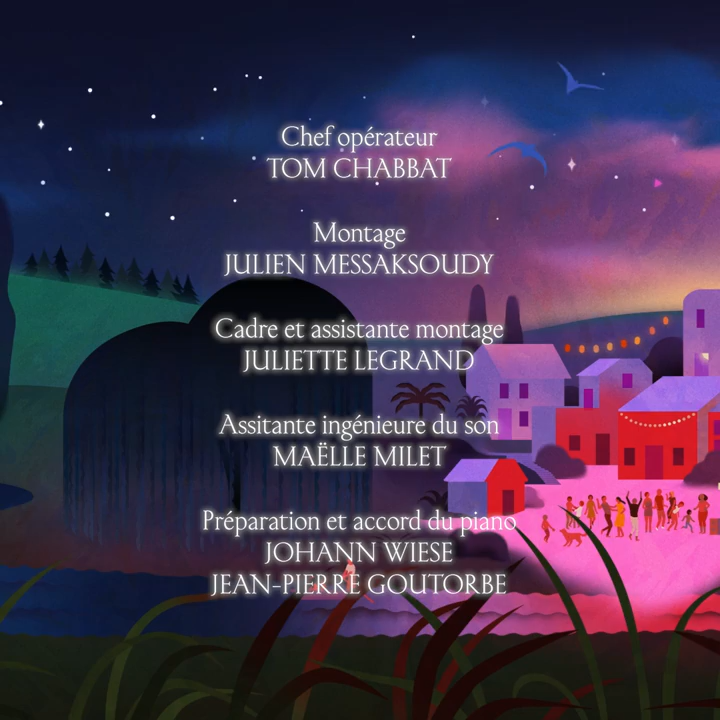 Chef opérateur
TOM CHABBAT
Montage
JULIEN MESSAKSOUDY
Cadre et assistante montage
JULIETTE LEGRAND
Assitante ingénieure du son
MAËLLE MILET
Préparation et accord du piano
JOHANN WIESE
JEAN-PIERRE GOUTORBE